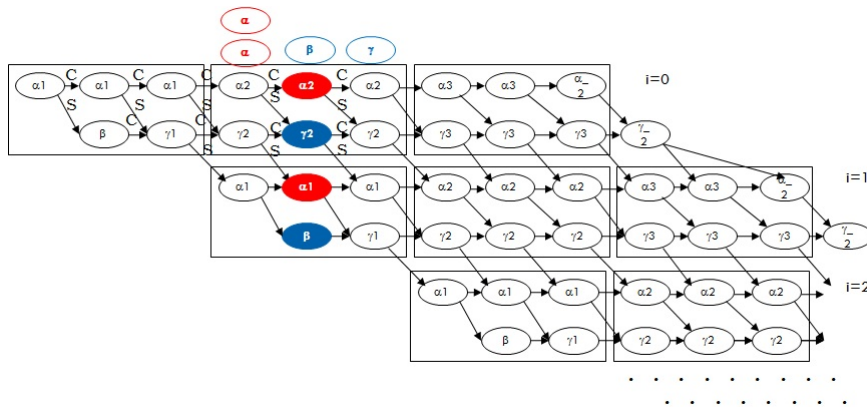 α
α β γ
α1 C α1 C α1 C α2 C α2 C α2 α3 α3 α_2 i=0
S S S S S
β C γ1 C γ2 C γ2 C γ2 γ3 γ3 γ3 γ_2
S S S
α1 α1 α1 α2 α2 α2 α3 α3 α_2 i=1
β γ1 γ2 γ2 γ2 γ3 γ3 γ3 γ_2
α1 α1 α1 α2 α2 α2 i=2
β γ1 γ2 γ2 γ2
. . . . . . . . .
. . . . . . . .